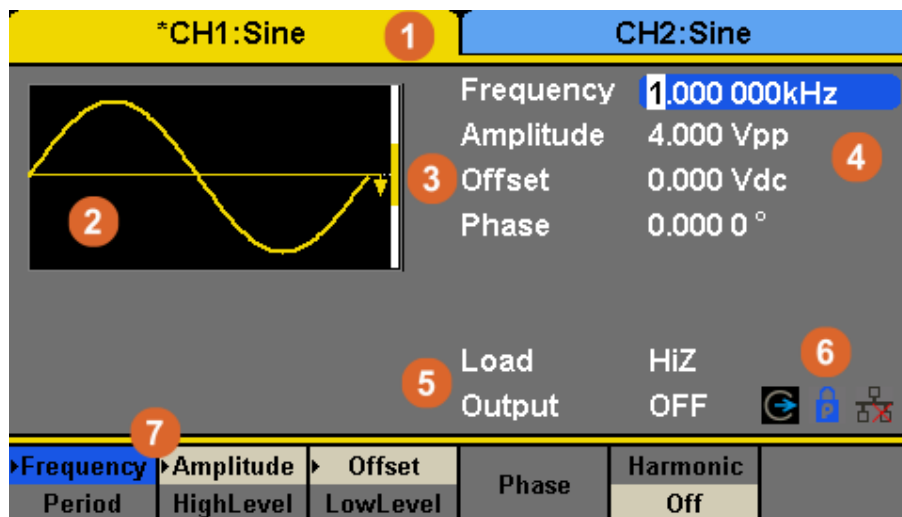 *CH1:Sine 1 CH2:Sine
Frequency 1.000 000kHz
Amplitude 4.000 Vpp
4
3 Offset 0.000 Vdc
2
Phase 0.000 0 °
Load HiZ 6
5
Output OFF P
7
Frequency Amplitude Offset Phase Harmonic
Period HighLevel LowLevel Off